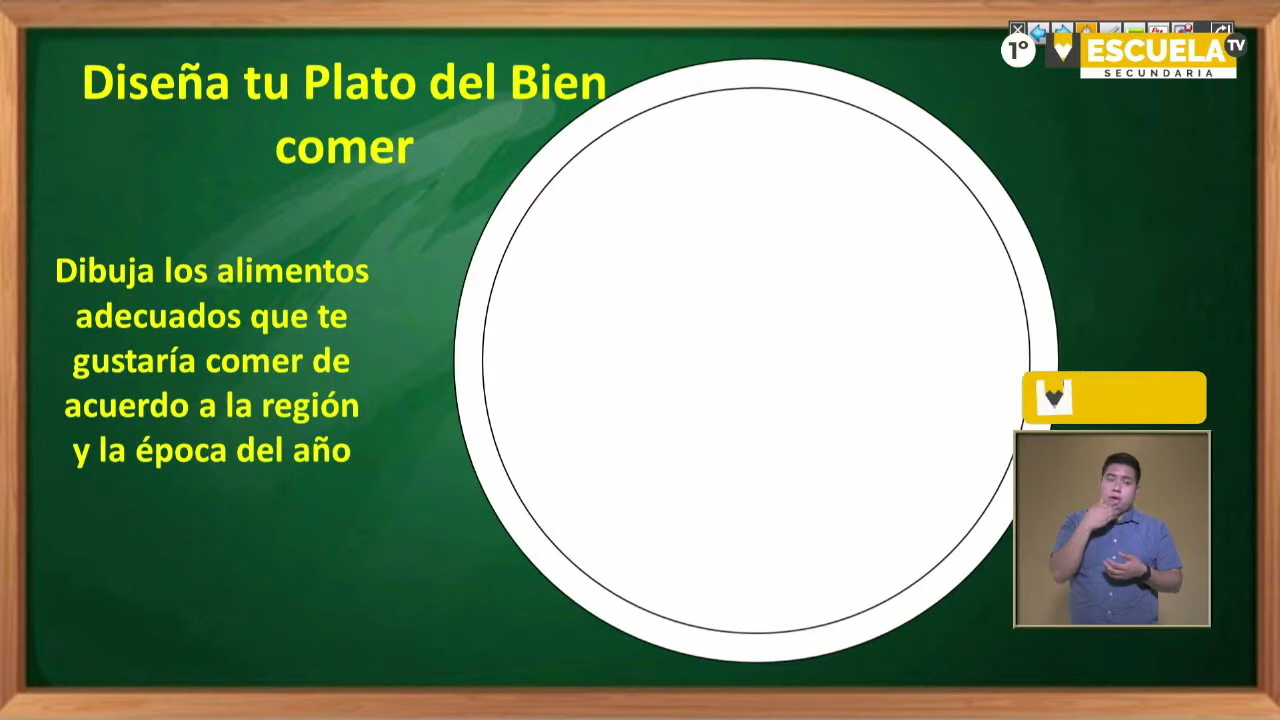 Diseña tu Plato del Bien
comer
Dibuja los alimentos
adecuados que te
gustaría comer de
acuerdo a la región
y la época del año
1º
ESCUELA TV
SECUNDARIA